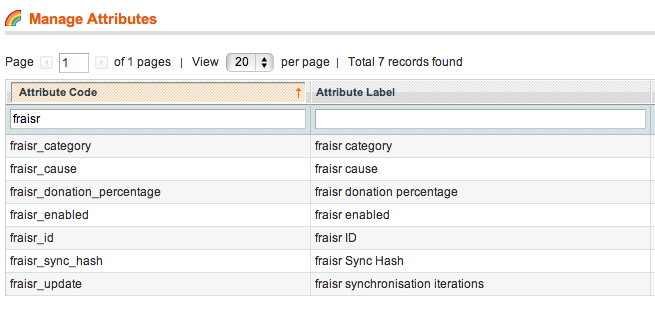 Manage Attributes
Page 1 of 1 pages | View 20 per page | Total 7 records found
Attribute Code Attribute Label
fraisr
fraisr_category fraisr category
fraisr_cause fraisr cause
fraisr_donation_percentage fraisr donation percentage
fraisr_enabled fraisr enabled
fraisr_id fraisr ID
fraisr_sync_hash fraisr Sync Hash
fraisr_update fraisr synchronisation iterations